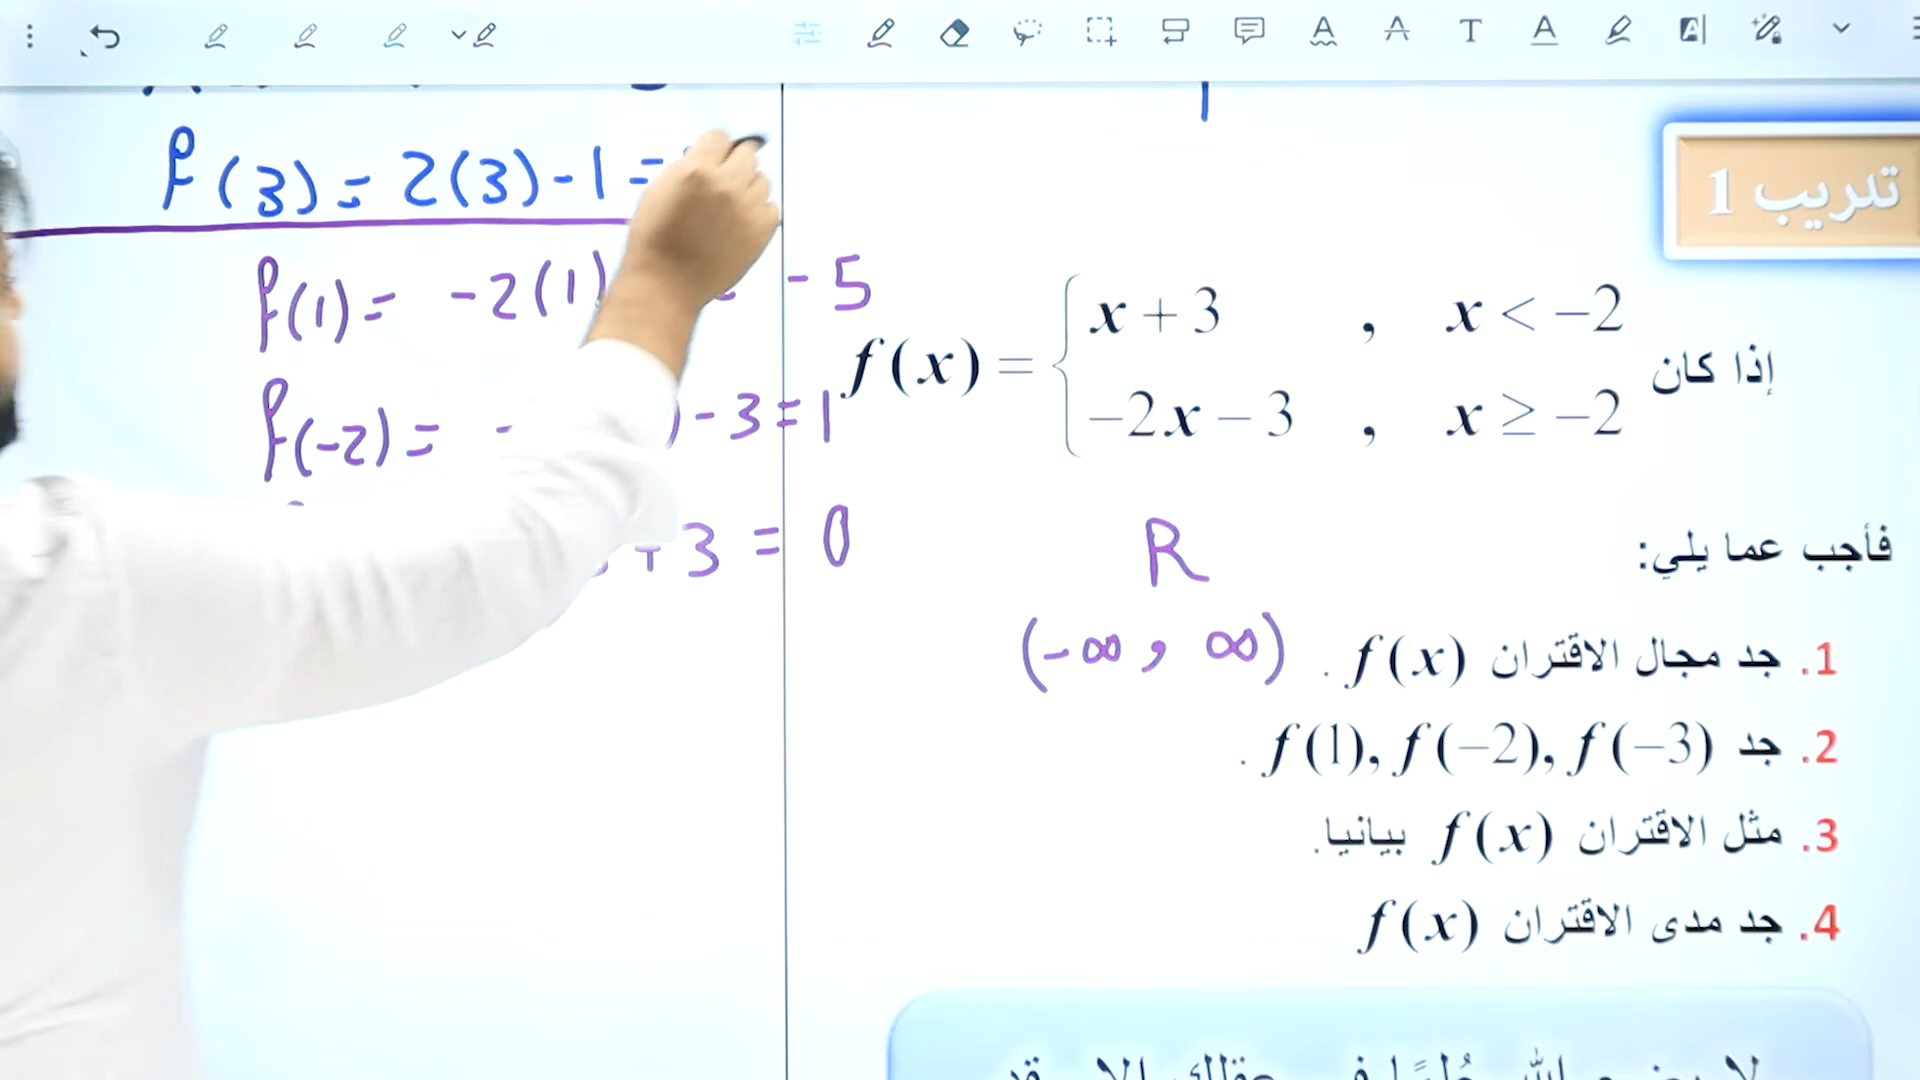 تدريب 1
إذا كان f(x) = { x + 3 , x < −2
−2x − 3 , x ≥ −2
فأجب عما يلي:
1. جد مجال الاقتران f(x) .
2. جد f(1), f(−2), f(−3) .
3. مثل الاقتران f(x) بيانيا.
4. جد مدى الاقتران f(x)
R
(-∞ , ∞)
f(3) = 2(3) - 1 =
f(1) = -2(1) - 5
f(-2) = - ) - 3 = 1
+ 3 = 0